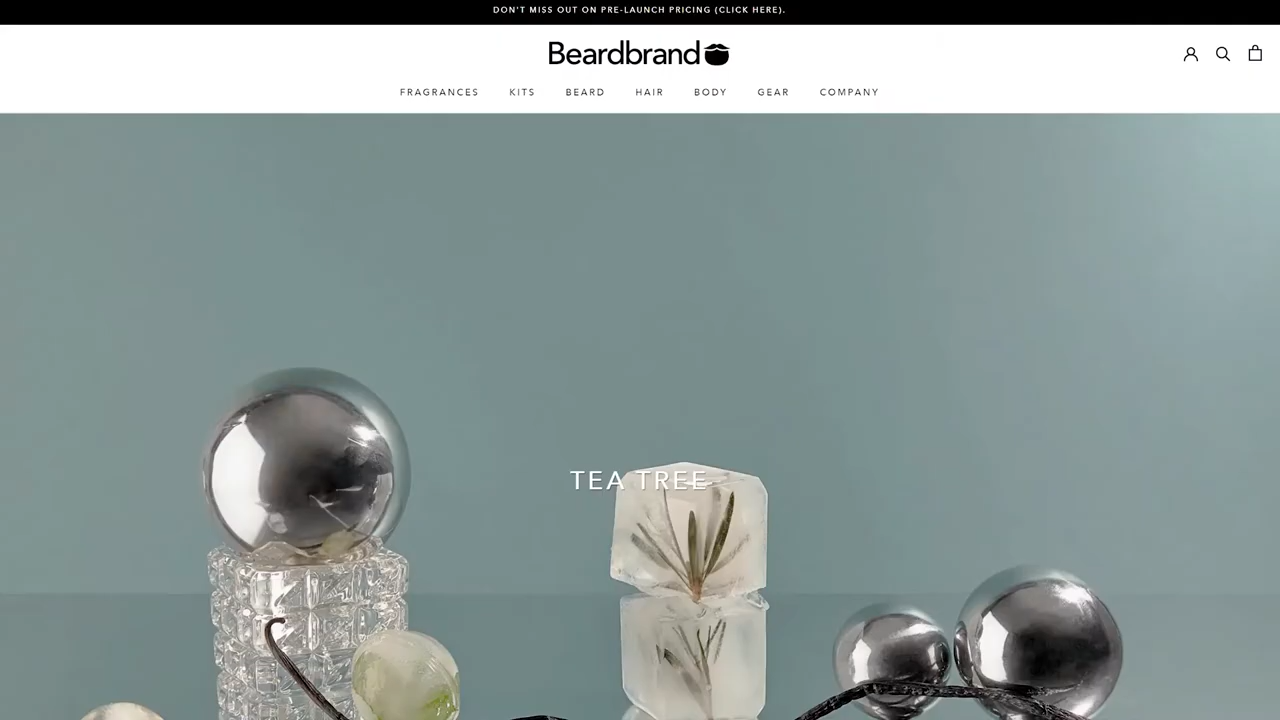 DON'T MISS OUT ON PRE-LAUNCH PRICING (CLICK HERE).
Beardbrand
FRAGRANCES KITS BEARD HAIR BODY GEAR COMPANY
TEA TREE